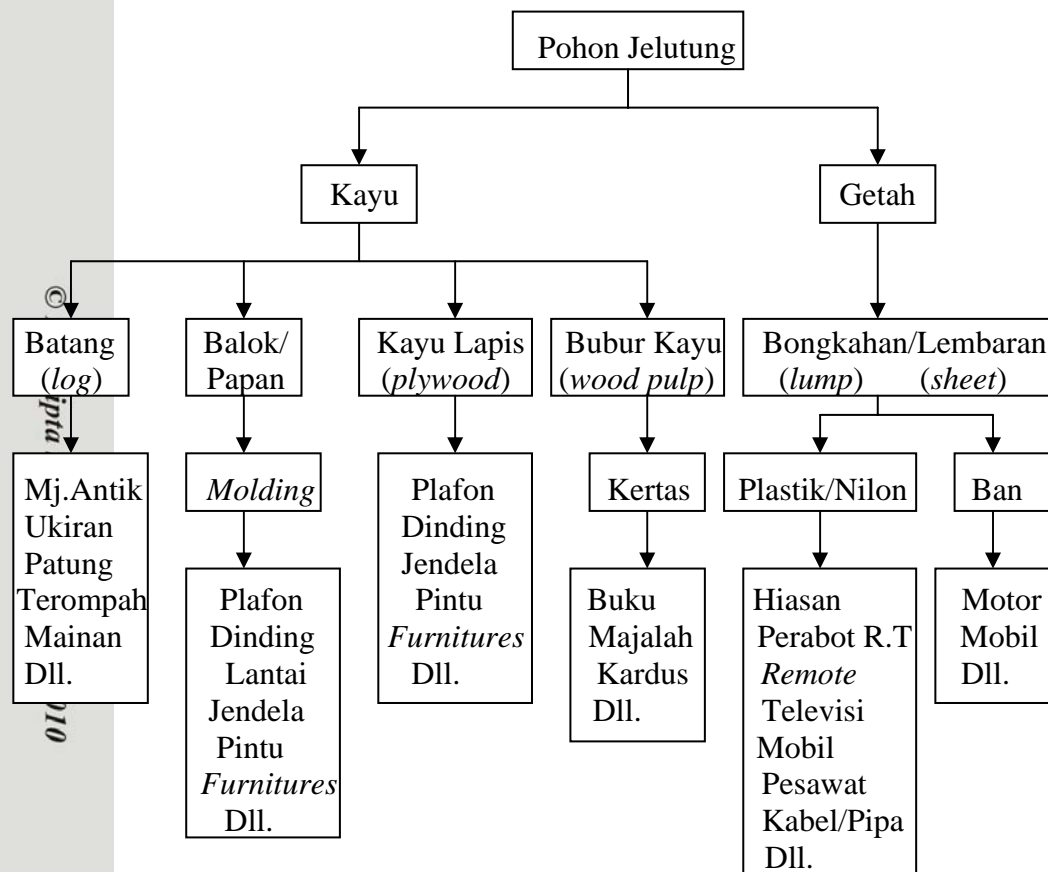 Pohon Jelutung
Kayu
Getah
Batang
(log)
Balok/
Papan
Kayu Lapis
(plywood)
Bubur Kayu
(wood pulp)
Bongkahan/Lembaran
(lump) (sheet)
Mj.Antik
Ukiran
Patung
Terompah
Mainan
Dll.
Molding
Plafon
Dinding
Lantai
Jendela
Pintu
Furnitures
Dll.
Plafon
Dinding
Jendela
Pintu
Furnitures
Dll.
Kertas
Buku
Majalah
Kardus
Dll.
Plastik/Nilon
Hiasan
Perabot R.T
Remote
Televisi
Mobil
Pesawat
Kabel/Pipa
Dll.
Ban
Motor
Mobil
Dll.
©